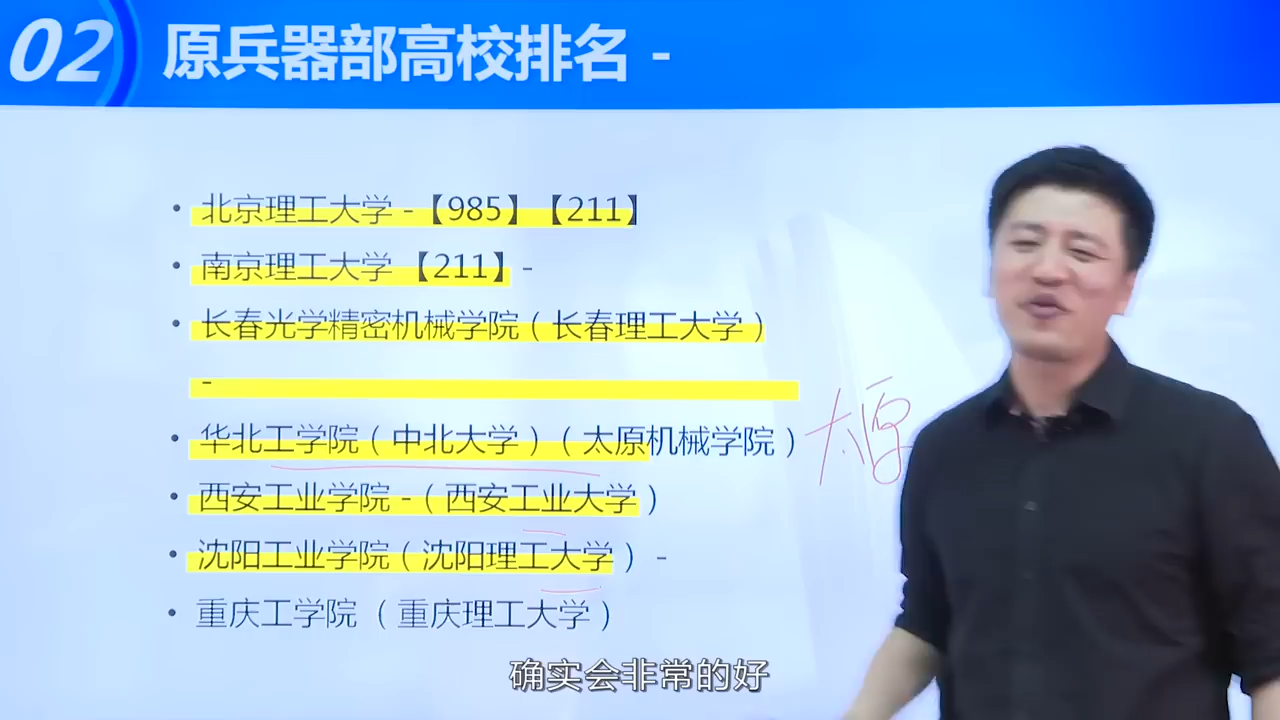 02 原兵器部高校排名 -
• 北京理工大学 -【985】【211】
• 南京理工大学 【211】-
• 长春光学精密机械学院（长春理工大学）
-
• 华北工学院（中北大学）（太原机械学院）
太原
• 西安工业学院 -（西安工业大学）
• 沈阳工业学院（沈阳理工大学） -
• 重庆工学院 （重庆理工大学）
确实会非常的好